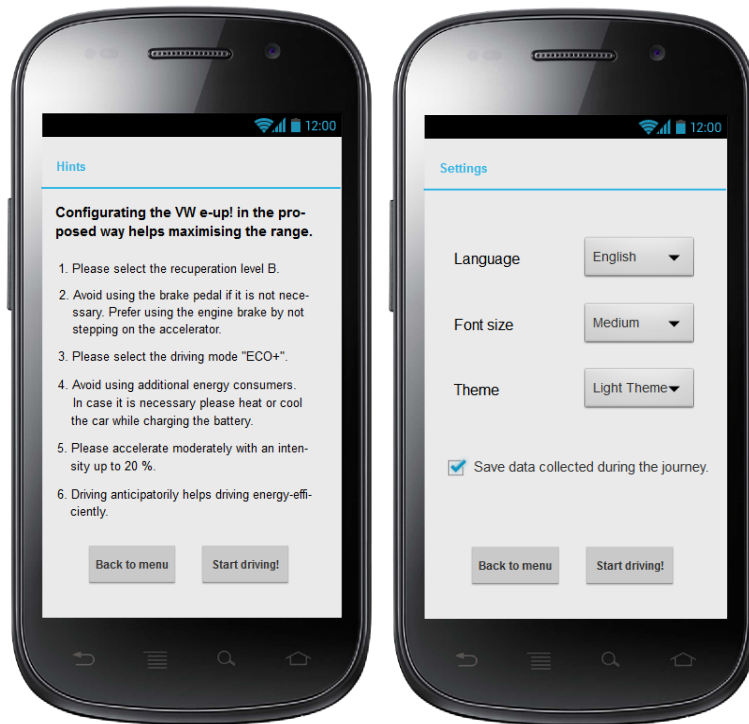 12:00
Hints
Configurating the VW e-up! in the pro-
posed way helps maximising the range.
1. Please select the recuperation level B.
2. Avoid using the brake pedal if it is not nece-
ssary. Prefer using the engine brake by not
stepping on the accelerator.
3. Please select the driving mode "ECO+".
4. Avoid using additional energy consumers.
In case it is necessary please heat or cool
the car while charging the battery.
5. Please accelerate moderately with an inten-
sity up to 20 %.
6. Driving anticipatorily helps driving energy-effi-
ciently.
Back to menu
Start driving!
12:00
Settings
Language
English
Font size
Medium
Theme
Light Theme
Save data collected during the journey.
Back to menu
Start driving!